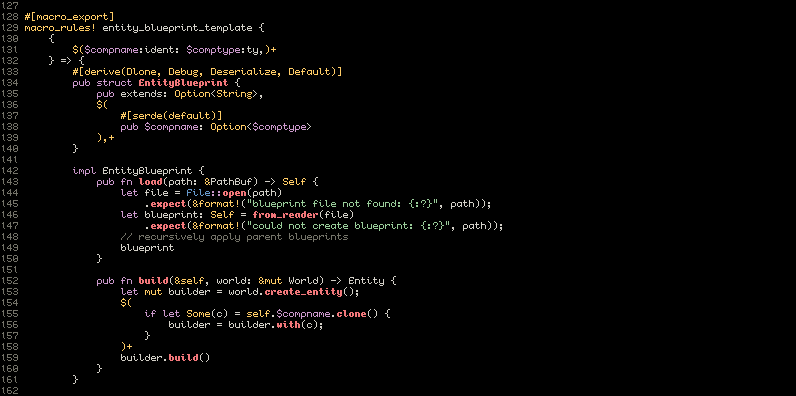 127
128 #[macro_export]
129 macro_rules! entity_blueprint_template {
130     {
131         $($compname:ident: $comptype:ty,)+
132     } => {
133         #[derive(Dlone, Debug, Deserialize, Default)]
134         pub struct EntityBlueprint {
135             pub extends: Option<String>,
136             $(
137                 #[serde(default)]
138                 pub $compname: Option<$comptype>
139             ),+
140         }
141
142         impl EntityBlueprint {
143             pub fn load(path: &PathBuf) -> Self {
144                 let file = File::open(path)
145                     .expect(&format!("blueprint file not found: {:?}", path));
146                 let blueprint: Self = from_reader(file)
147                     .expect(&format!("could not create blueprint: {:?}", path));
148                 // recursively apply parent blueprints
149                 blueprint
150             }
151
152             pub fn build(&self, world: &mut World) -> Entity {
153                 let mut builder = world.create_entity();
154                 $(
155                     if let Some(c) = self.$compname.clone() {
156                         builder = builder.with(c);
157                     }
158                 )+
159                 builder.build()
160             }
161         }
162